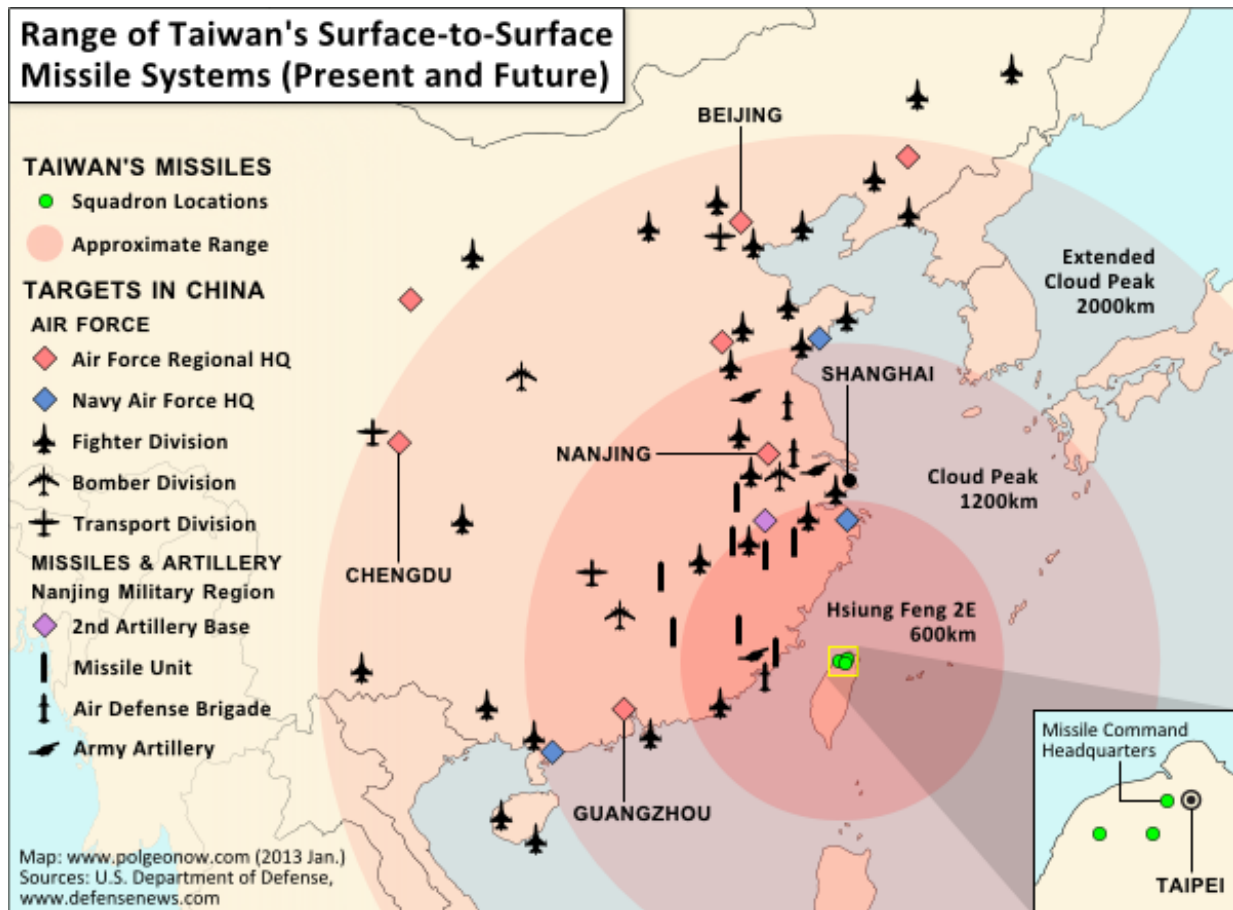 Range of Taiwan's Surface-to-Surface
Missile Systems (Present and Future)
TAIWAN'S MISSILES
Squadron Locations
Approximate Range
TARGETS IN CHINA
AIR FORCE
Air Force Regional HQ
Navy Air Force HQ
Fighter Division
Bomber Division
Transport Division
MISSILES & ARTILLERY
Nanjing Military Region
2nd Artillery Base
Missile Unit
Air Defense Brigade
Army Artillery
Map: www.polgeonow.com (2013 Jan.)
Sources: U.S. Department of Defense,
www.defensenews.com
BEIJING
Extended
Cloud Peak
2000km
SHANGHAI
NANJING
Cloud Peak
1200km
CHENGDU
Hsiung Feng 2E
600km
GUANGZHOU
Missile Command
Headquarters
TAIPEI